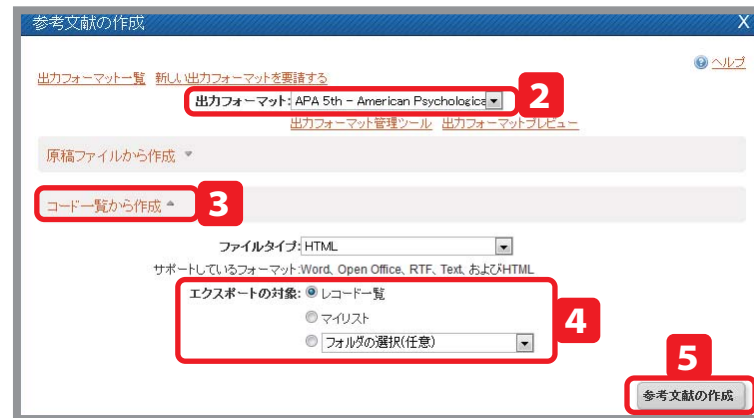 参考文献の作成 X
ヘルプ
出力フォーマット一覧 新しい出力フォーマットを要請する
出力フォーマット: APA 5th - American Psychologica 2
出力フォーマット管理ツール 出力フォーマットプレビュー
原稿ファイルから作成
コード一覧から作成 3
ファイルタイプ: HTML
サポートしているフォーマット:Word、Open Office、RTF、Text、およびHTML
エクスポートの対象: レコード一覧
マイリスト 4
フォルダの選択(任意)
5
参考文献の作成